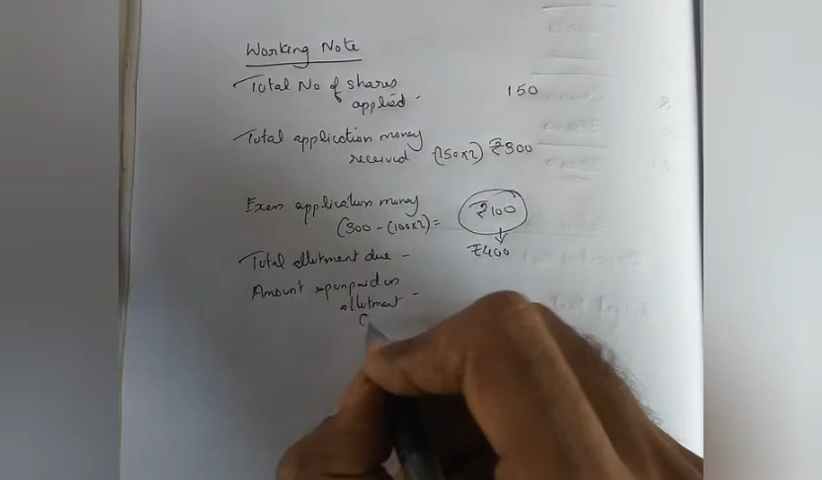 Working Note
Total No of shares
applied - 150
Total application money
received (150x2) ₹300
Excess application money
(300 - (100x2) = ₹100
Total allotment due - ₹400
Amount unpaid on
allotment -
(